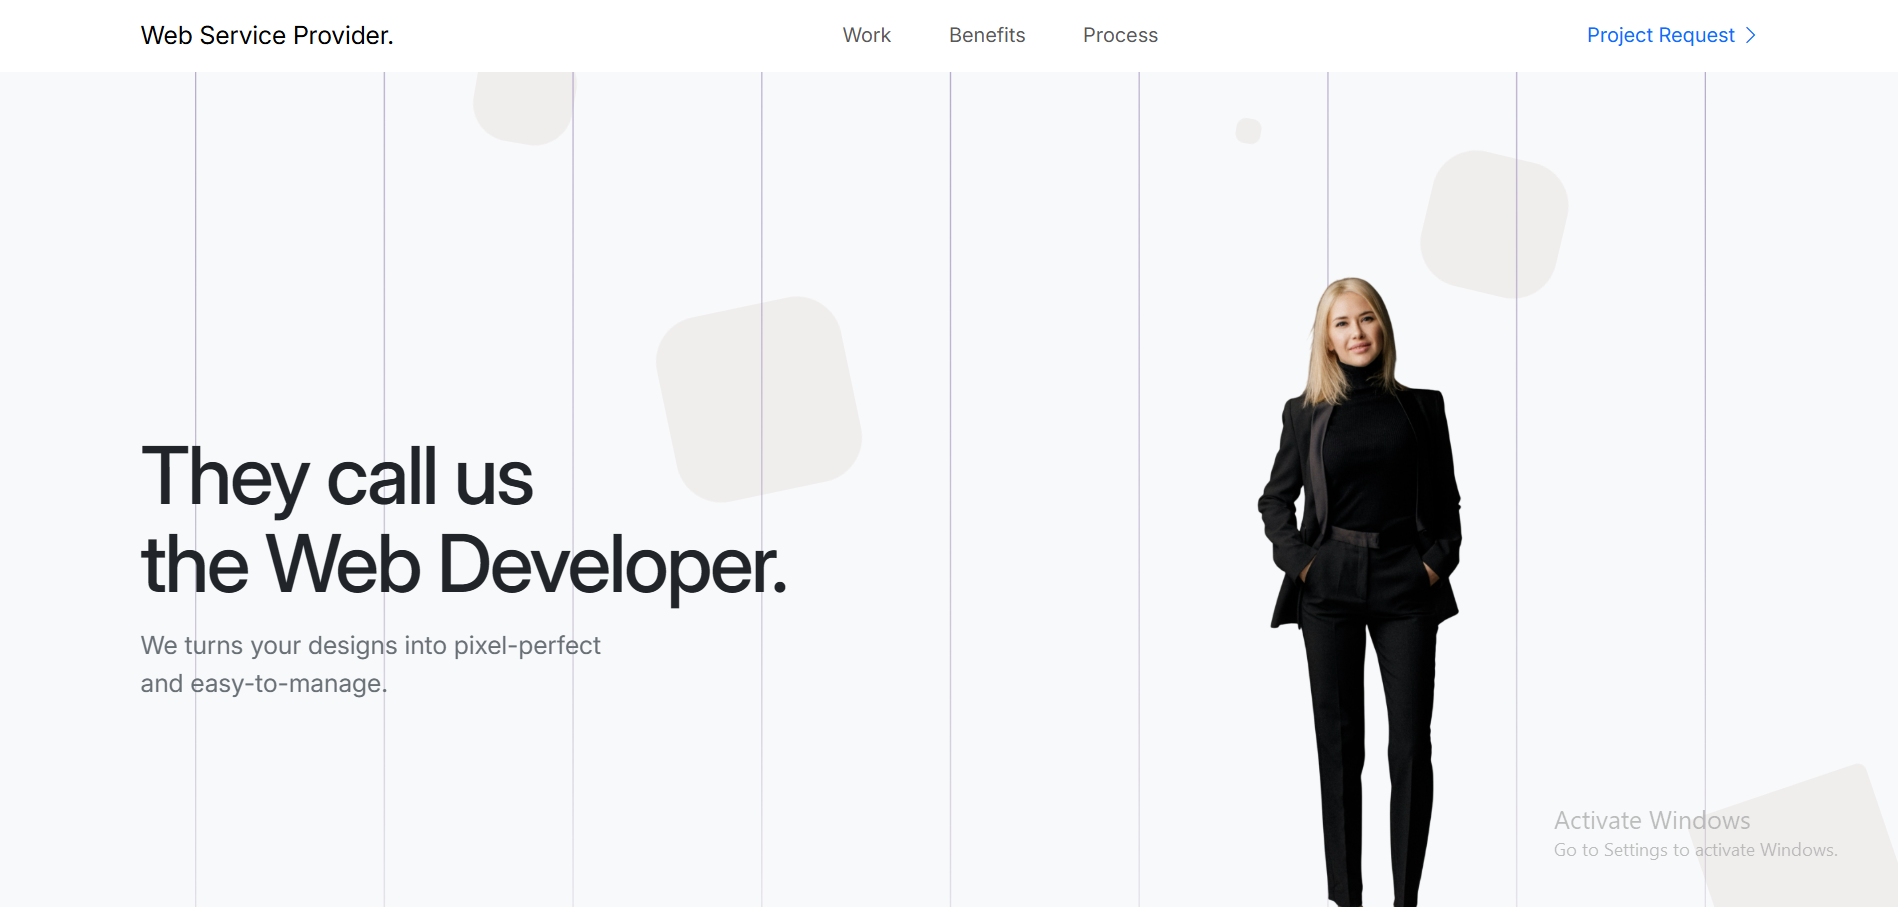 Web Service Provider.
Work
Benefits
Process
Project Request
They call us
the Web Developer.
We turns your designs into pixel-perfect
and easy-to-manage.
Activate Windows
Go to Settings to activate Windows.